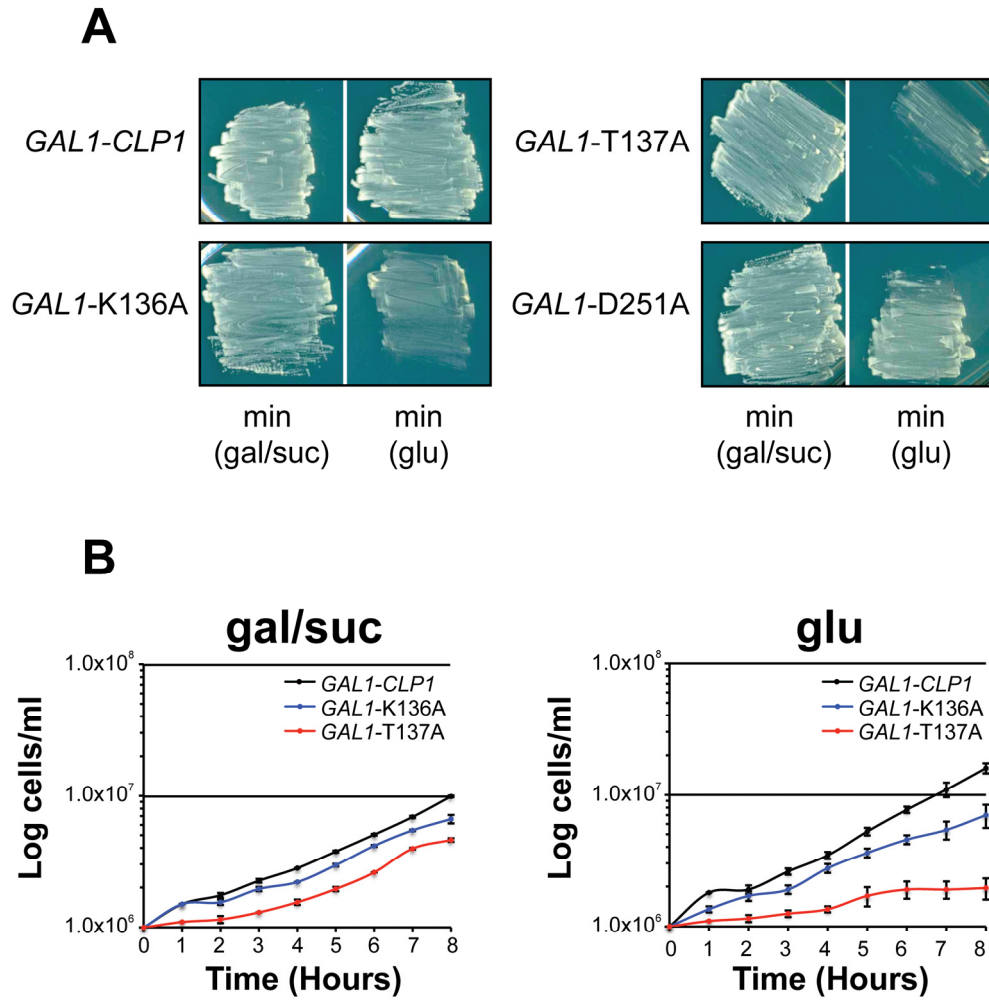 A
GAL1-CLP1
GAL1-T137A
GAL1-K136A
GAL1-D251A
min
(gal/suc)
min
(glu)
min
(gal/suc)
min
(glu)
B
gal/suc
Log cells/ml
1.0x10⁸
1.0x10⁷
1.0x10⁶
GAL1-CLP1
GAL1-K136A
GAL1-T137A
0 1 2 3 4 5 6 7 8
Time (Hours)
glu
Log cells/ml
1.0x10⁸
1.0x10⁷
1.0x10⁶
GAL1-CLP1
GAL1-K136A
GAL1-T137A
0 1 2 3 4 5 6 7 8
Time (Hours)